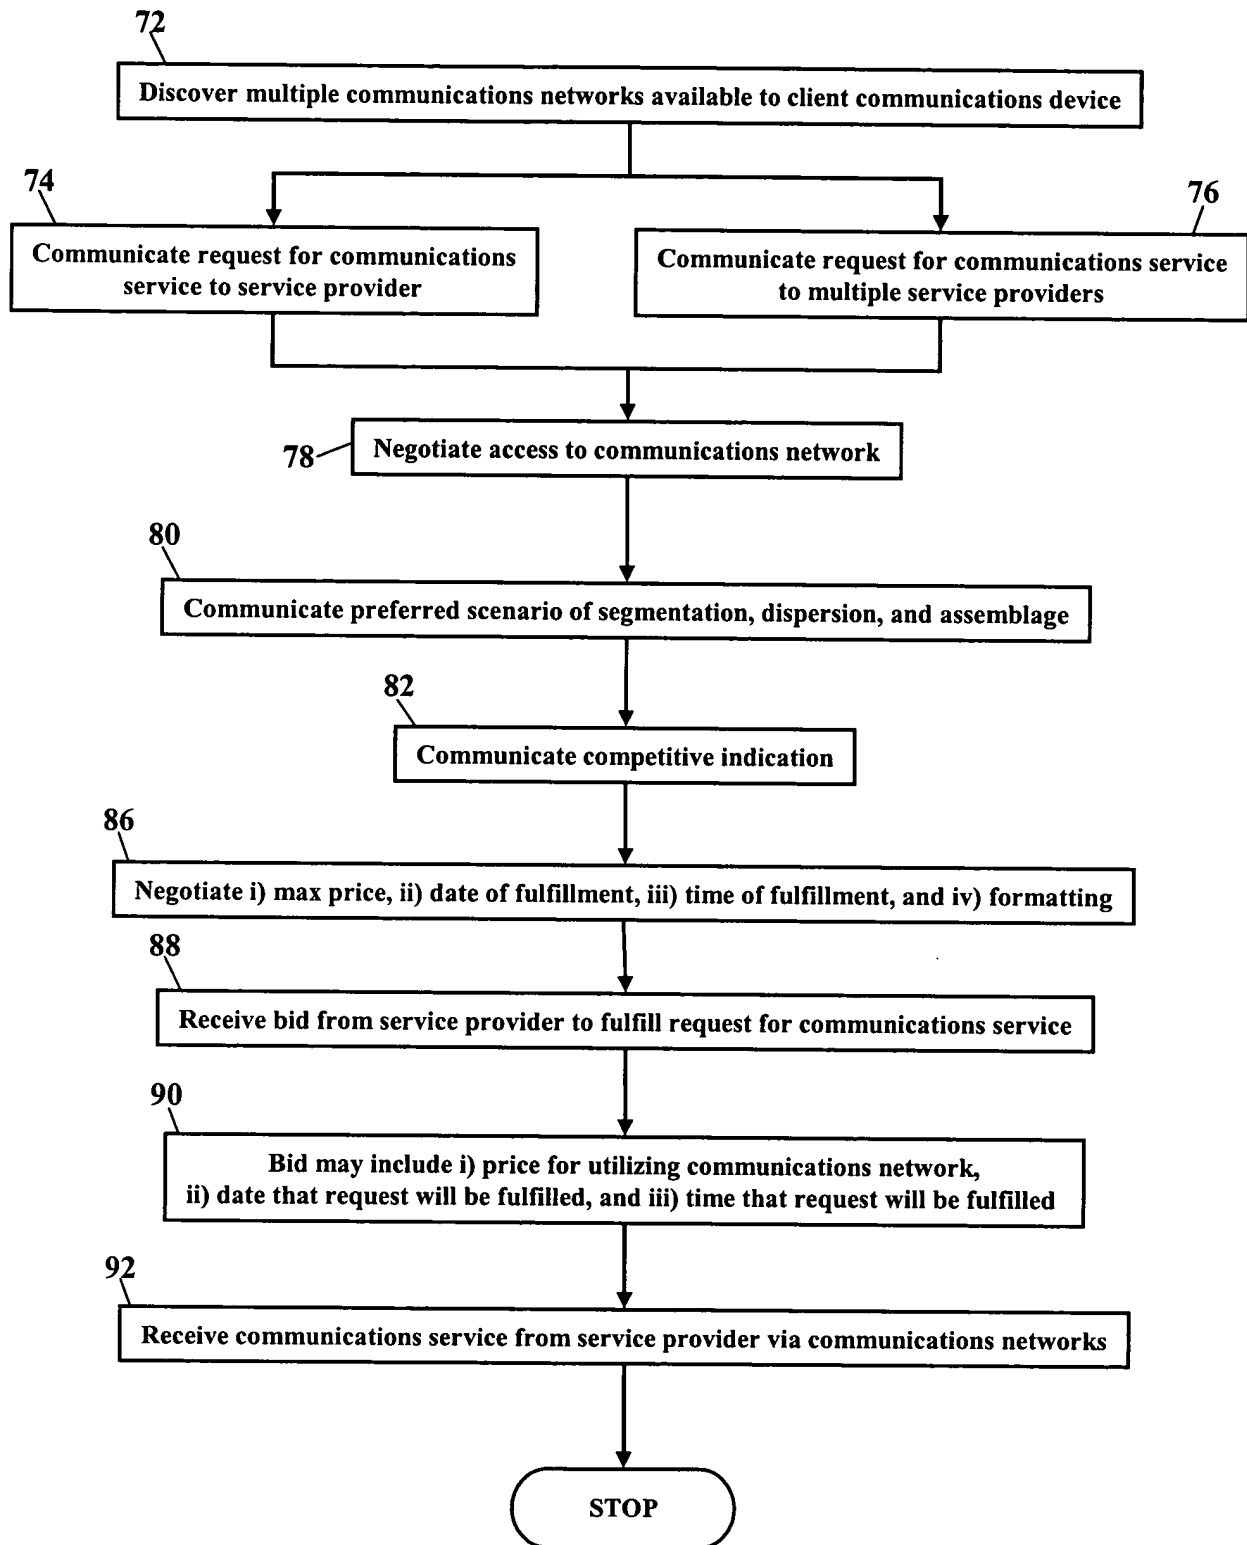 72
Discover multiple communications networks available to client communications device
74
76
Communicate request for communications
service to service provider
Communicate request for communications service
to multiple service providers
78
Negotiate access to communications network
80
Communicate preferred scenario of segmentation, dispersion, and assemblage
82
Communicate competitive indication
86
Negotiate i) max price, ii) date of fulfillment, iii) time of fulfillment, and iv) formatting
88
Receive bid from service provider to fulfill request for communications service
90
Bid may include i) price for utilizing communications network,
ii) date that request will be fulfilled, and iii) time that request will be fulfilled
92
Receive communications service from service provider via communications networks
STOP